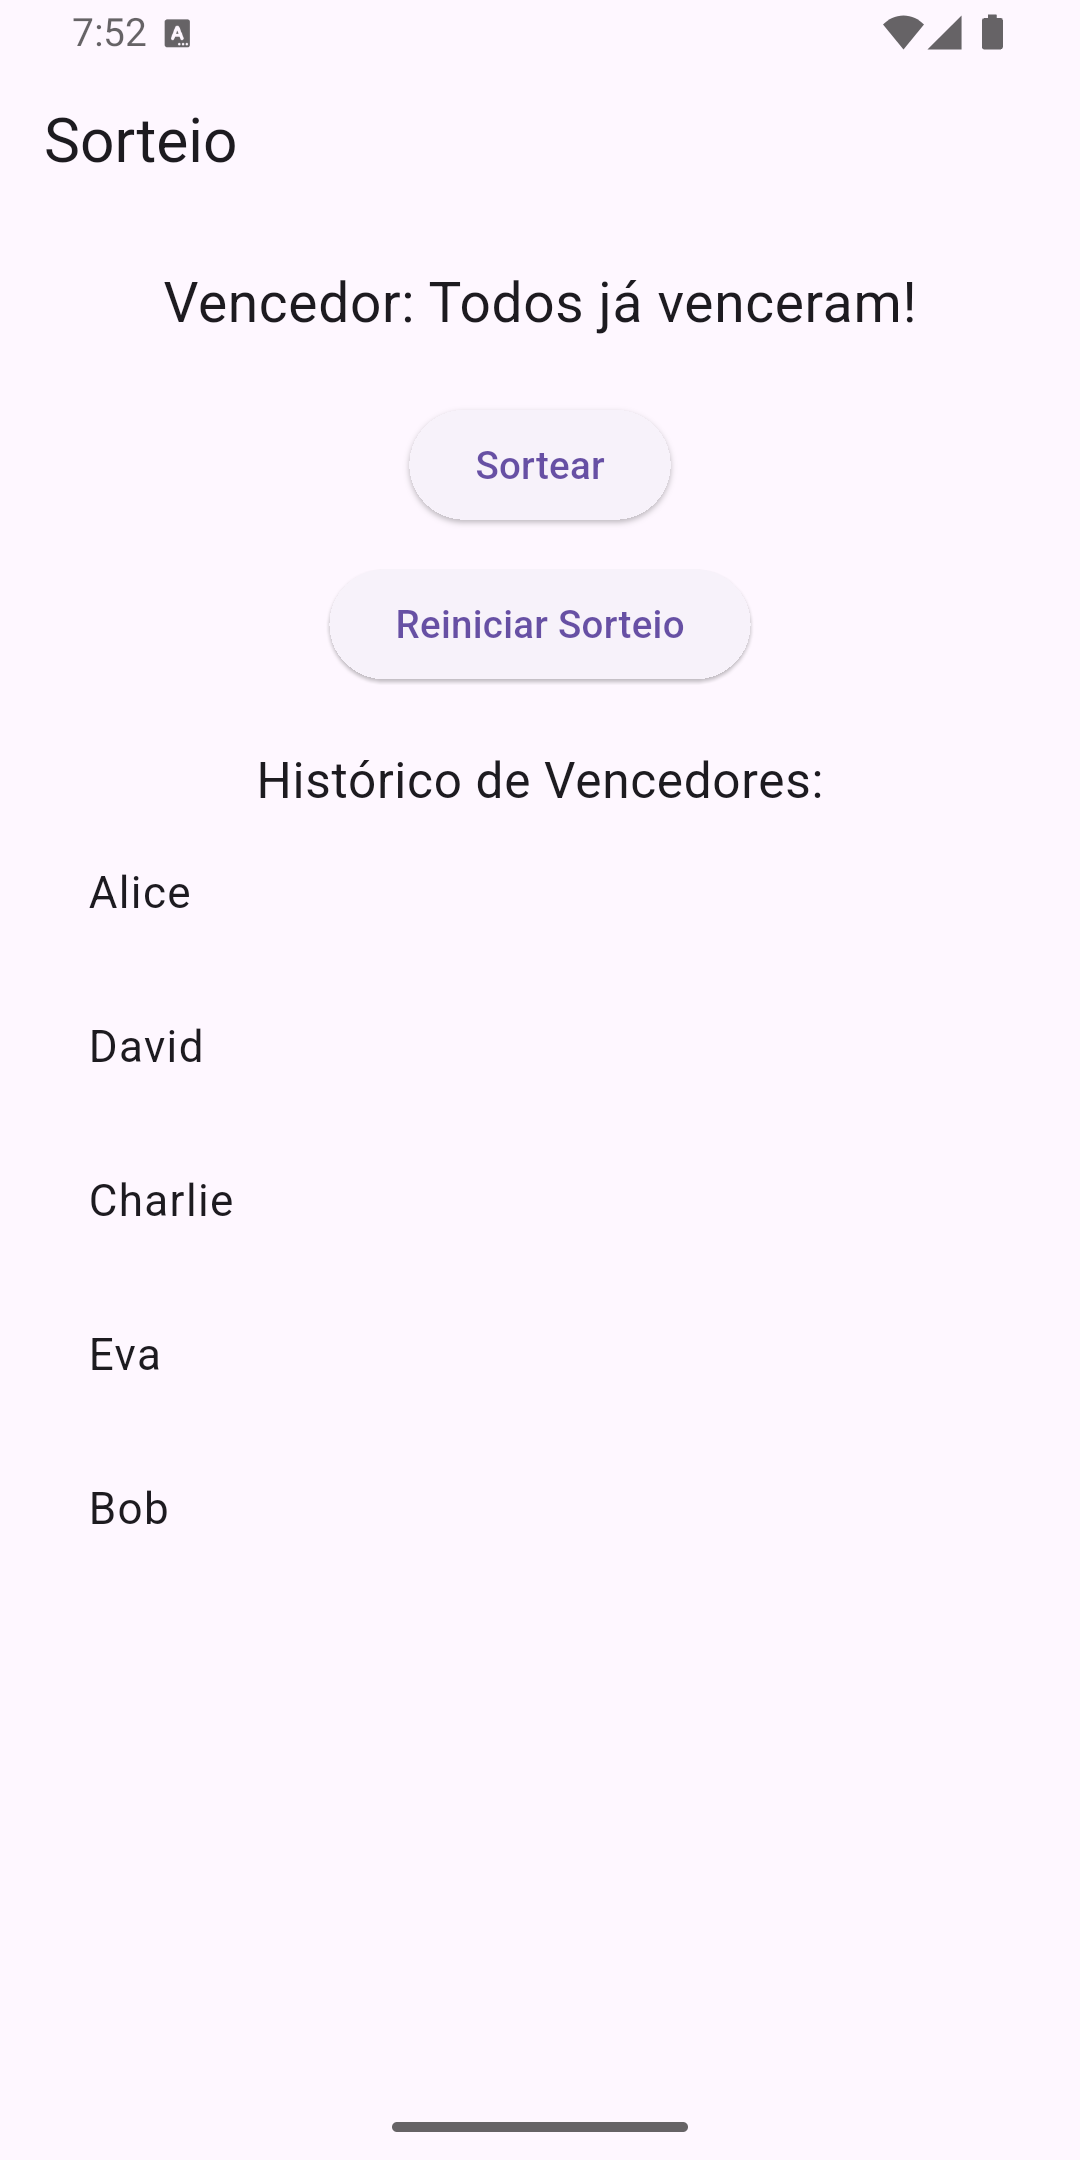 7:52
Sorteio
Vencedor: Todos já venceram!
Sortear
Reiniciar Sorteio
Histórico de Vencedores:
Alice
David
Charlie
Eva
Bob